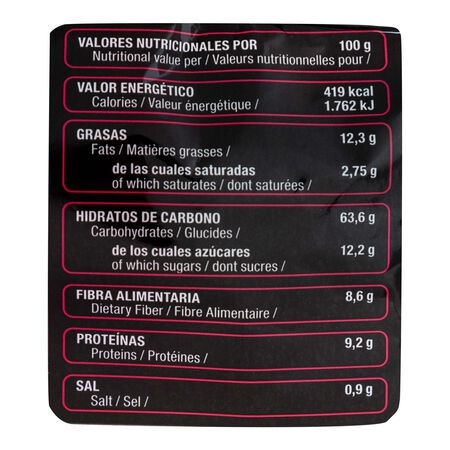 VALORES NUTRICIONALES POR 100 g
Nutritional value per / Valeurs nutritionnelles pour /
VALOR ENERGÉTICO 419 kcal
Calories / Valeur énergétique / 1.762 kJ
GRASAS 12,3 g
Fats / Matières grasses /
de las cuales saturadas 2,75 g
of which saturates / dont saturées /
HIDRATOS DE CARBONO 63,6 g
Carbohydrates / Glucides /
de los cuales azúcares 12,2 g
of which sugars / dont sucres /
FIBRA ALIMENTARIA 8,6 g
Dietary Fiber / Fibre Alimentaire /
PROTEÍNAS 9,2 g
Proteins / Protéines /
SAL 0,9 g
Salt / Sel /